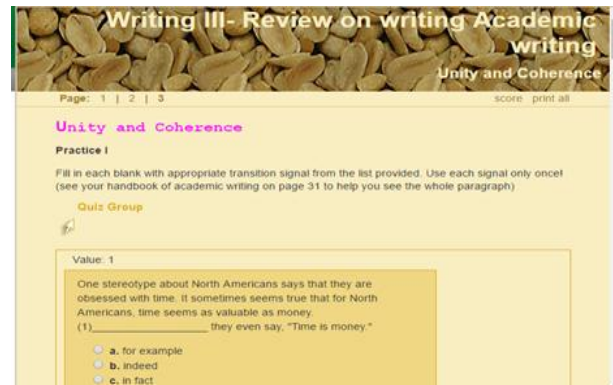 Writing III- Review on writing Academic
writing
Unity and Coherence
Page: 1 | 2 | 3
score print all
Unity and Coherence
Practice I
Fill in each blank with appropriate transition signal from the list provided. Use each signal only once!
(see your handbook of academic writing on page 31 to help you see the whole paragraph)
Quiz Group
Value: 1
One stereotype about North Americans says that they are
obsessed with time. It sometimes seems true that for North
Americans, time seems as valuable as money.
(1)____________________ they even say, "Time is money."
a. for example
b. indeed
c. in fact